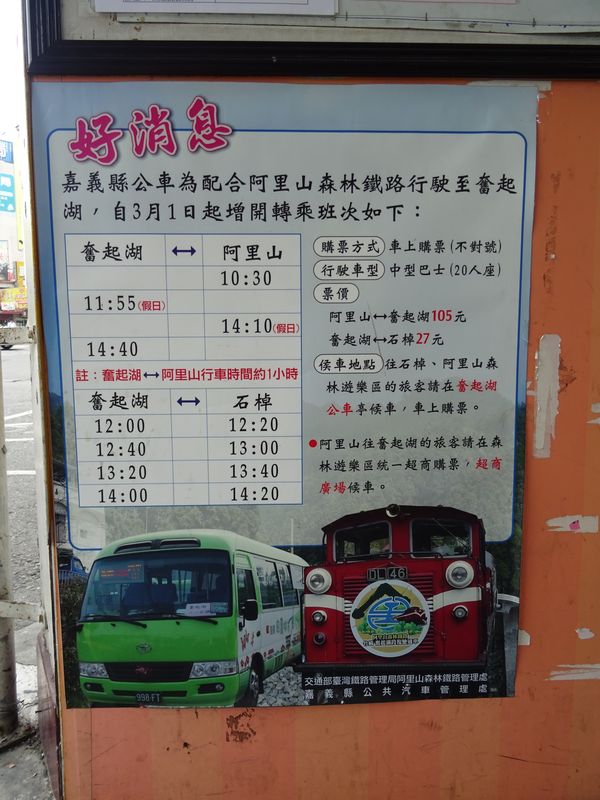 好消息
嘉義縣公車為配合阿里山森林鐵路行駛至奮起
湖，自3月1日起增開轉乘班次如下：
奮起湖 ↔ 阿里山
10:30
11:55(假日)
14:10(假日)
14:40
註：奮起湖↔阿里山行車時間約1小時
奮起湖 ↔ 石棹
12:00 12:20
12:40 13:00
13:20 13:40
14:00 14:20
購票方式 車上購票(不對號)
行駛車型 中型巴士(20人座)
票價
阿里山↔奮起湖105元
奮起湖↔石棹27元
候車地點 往石棹、阿里山森
林遊樂區的旅客請在奮起湖
公車亭候車，車上購票。
●阿里山往奮起湖的旅客請在森
林遊樂區統一超商購票，超商
廣場候車。
DL 46
998-FT
交通部臺灣鐵路管理局阿里山森林鐵路管理處
嘉義縣公共汽車管理處